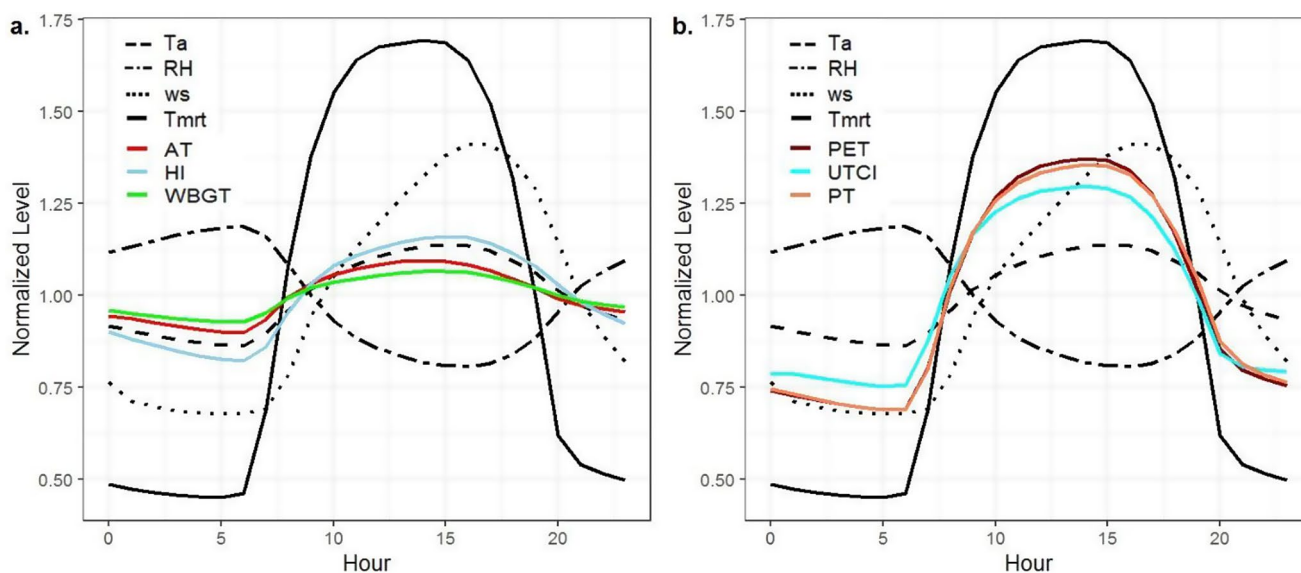 a.
Normalized Level
1.75
1.50
1.25
1.00
0.75
0.50
Ta
RH
ws
Tmrt
AT
HI
WBGT
0 5 10 15 20
Hour
b.
Normalized Level
1.75
1.50
1.25
1.00
0.75
0.50
Ta
RH
ws
Tmrt
PET
UTCI
PT
0 5 10 15 20
Hour